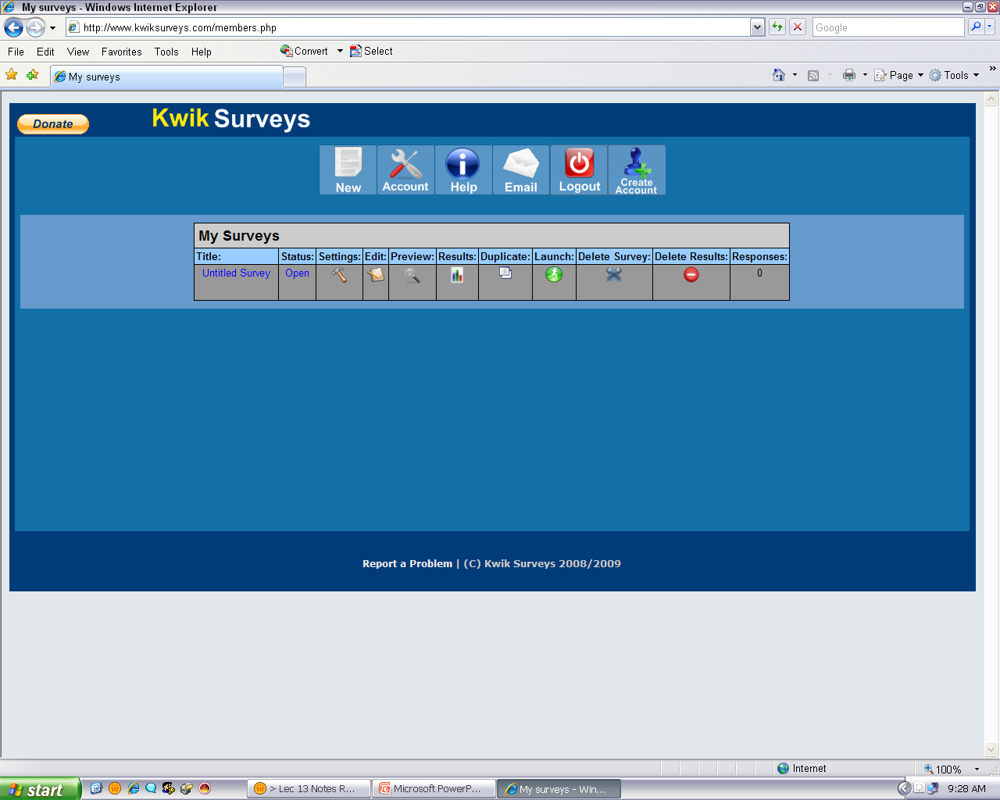 My surveys - Windows Internet Explorer
http://www.kwiksurveys.com/members.php
Google
File Edit View Favorites Tools Help Convert Select
My surveys
Page Tools »
Donate
Kwik Surveys
New Account Help Email Logout Create Account
My Surveys
Title: Status: Settings: Edit: Preview: Results: Duplicate: Launch: Delete Survey: Delete Results: Responses:
Untitled Survey Open 0
Report a Problem | (C) Kwik Surveys 2008/2009
Internet 100%
start > Lec 13 Notes R... Microsoft PowerP... My surveys - Win... 9:28 AM